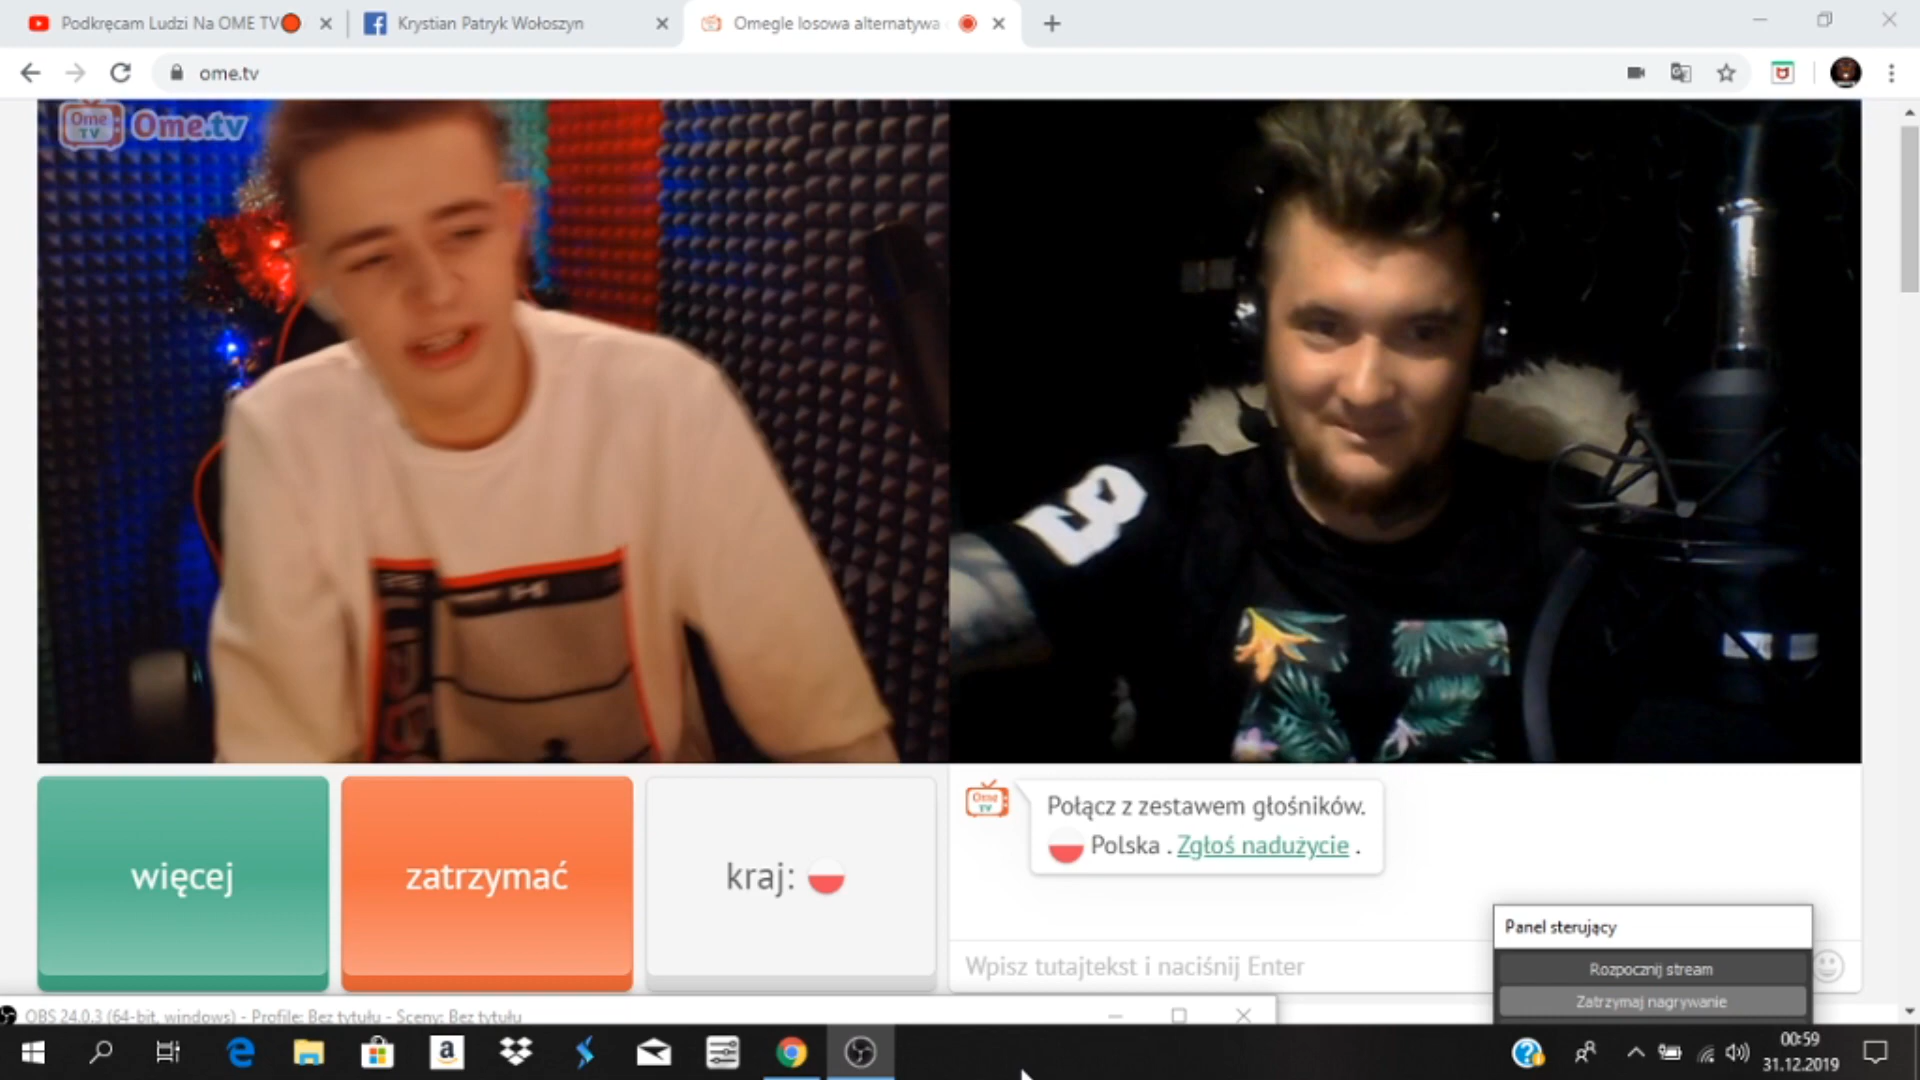 Podkręcam Ludzi Na OME TV
Krystian Patryk Wołoszyn
Omegle losowa alternatywa
ome.tv
Ome TV Ome.tv
więcej
zatrzymać
kraj:
Ome TV
Połącz z zestawem głośników.
Polska . Zgłoś nadużycie .
Wpisz tutajtekst i naciśnij Enter
Panel sterujący
Rozpocznij stream
Zatrzymaj nagrywanie
OBS 24.0.3 (64-bit, windows) - Profile: Bez tytułu - Sceny: Bez tytułu
00:59
31.12.2019